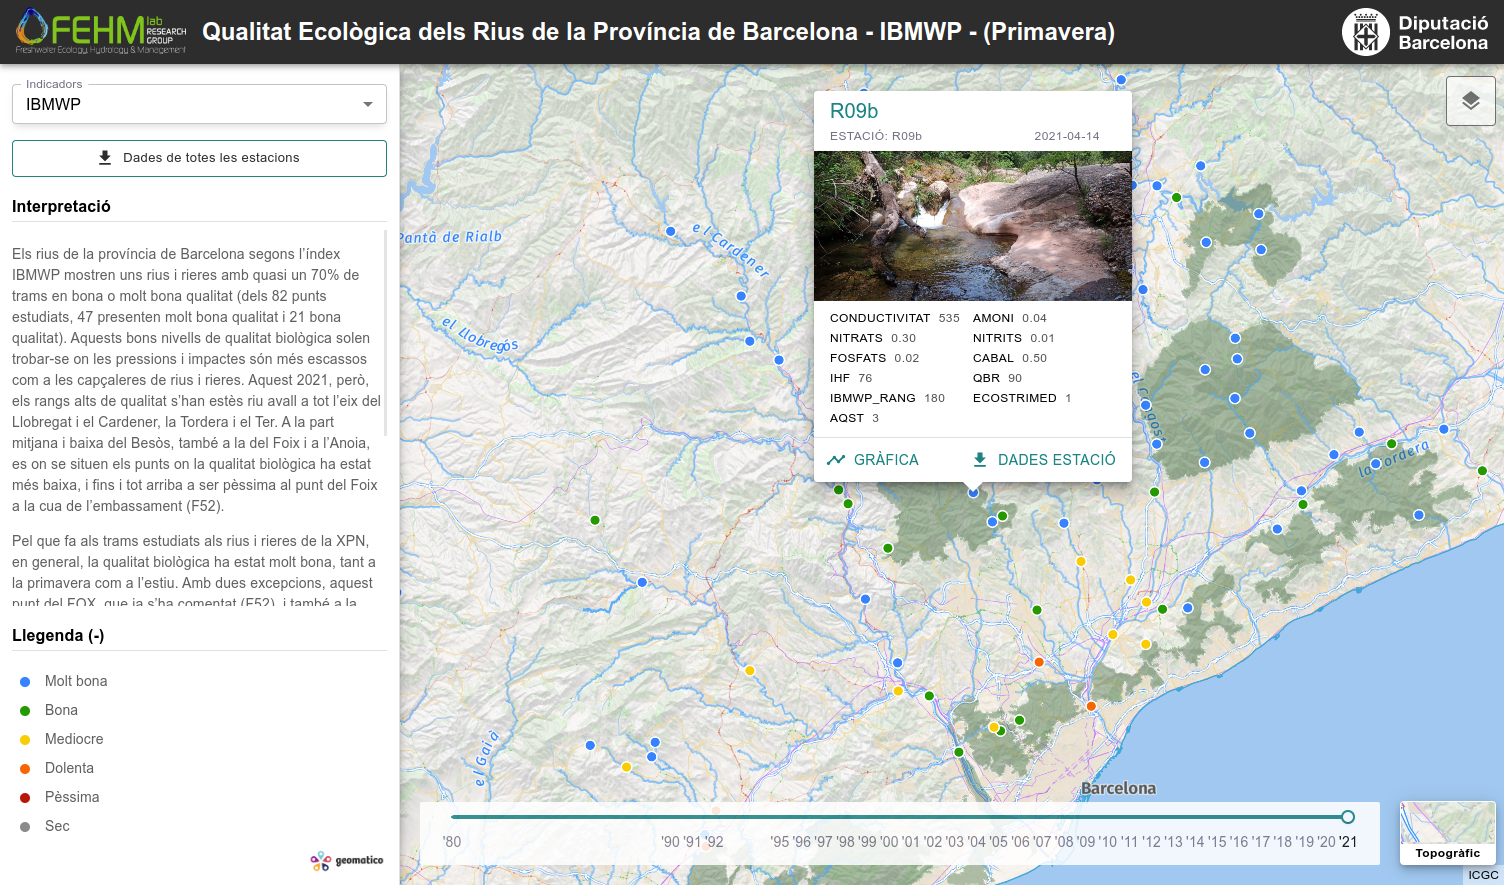 FEHM lab
RESEARCH
GROUP
Freshwater Ecology, Hydrology & Management
Qualitat Ecològica dels Rius de la Província de Barcelona - IBMWP - (Primavera)
Diputació
Barcelona
Indicadors
IBMWP
Dades de totes les estacions
Interpretació
Els rius de la província de Barcelona segons l’índex
IBMWP mostren uns rius i rieres amb quasi un 70% de
trams en bona o molt bona qualitat (dels 82 punts
estudiats, 47 presenten molt bona qualitat i 21 bona
qualitat). Aquests bons nivells de qualitat biològica solen
trobar-se on les pressions i impactes són més escassos
com a les capçaleres de rius i rieres. Aquest 2021, però,
els rangs alts de qualitat s’han estès riu avall a tot l’eix del
Llobregat i el Cardener, la Tordera i el Ter. A la part
mitjana i baixa del Besòs, també a la del Foix i a l’Anoia,
es on se situen els punts on la qualitat biològica ha estat
més baixa, i fins i tot arriba a ser pèssima al punt del Foix
a la cua de l’embassament (F52).
Pel que fa als trams estudiats als rius i rieres de la XPN,
en general, la qualitat biològica ha estat molt bona, tant a
la primavera com a l’estiu. Amb dues excepcions, aquest
punt del FOX, que ja s’ha comentat (F52), i també a la
Llegenda (-)
Molt bona
Bona
Mediocre
Dolenta
Pèssima
Sec
geomatico
Pantà de Rialb
el Cardener
el Llobregós
el Gaià
el Congost
la Tordera
Barcelona
R09b
ESTACIÓ: R09b 2021-04-14
CONDUCTIVITAT 535 AMONI 0.04
NITRATS 0.30 NITRITS 0.01
FOSFATS 0.02 CABAL 0.50
IHF 76 QBR 90
IBMWP_RANG 180 ECOSTRIMED 1
AQST 3
GRÀFICA DADES ESTACIÓ
'80 '90 '91 '92 '95 '96 '97 '98 '99 '00 '01 '02 '03 '04 '05 '06 '07 '08 '09 '10 '11 '12 '13 '14 '15 '16 '17 '18 '19 '20 '21
Topogràfic
ICGC